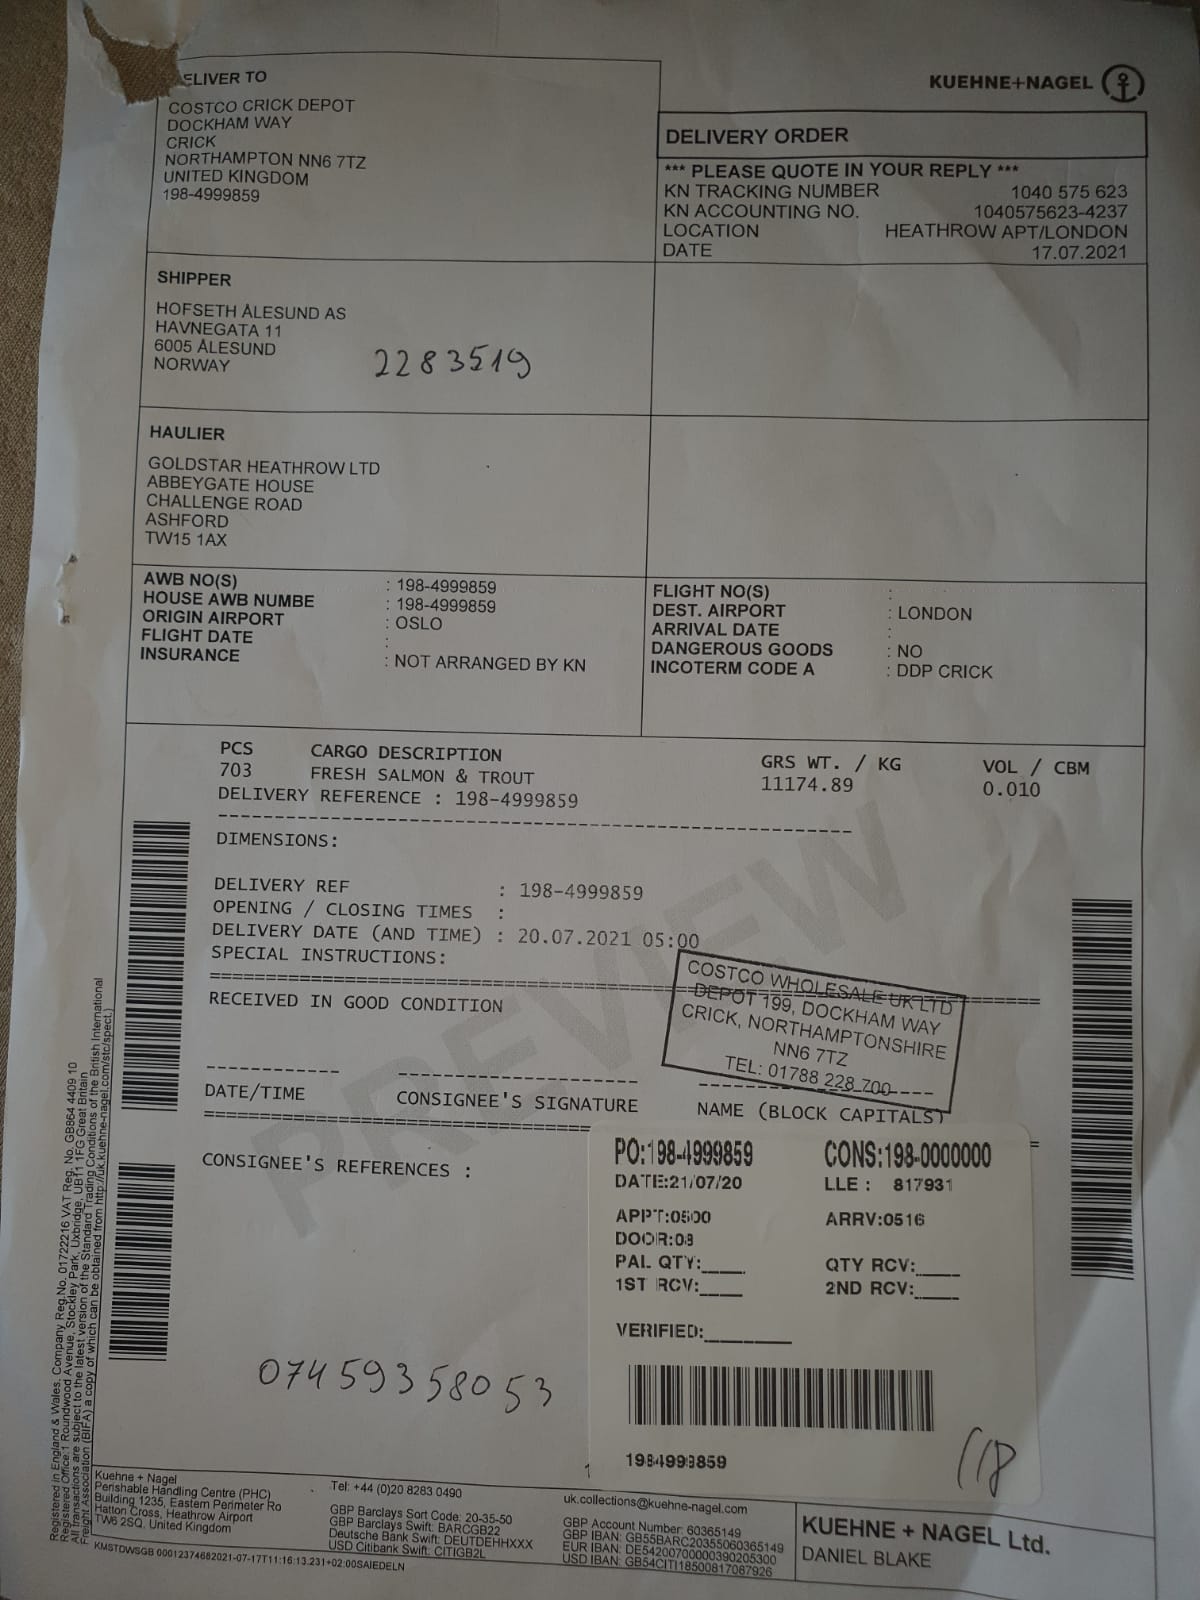 ELIVER TO
COSTCO CRICK DEPOT
DOCKHAM WAY
CRICK
NORTHAMPTON NN6 7TZ
UNITED KINGDOM
198-4999859
KUEHNE+NAGEL
DELIVERY ORDER
*** PLEASE QUOTE IN YOUR REPLY ***
KN TRACKING NUMBER 1040 575 623
KN ACCOUNTING NO. 1040575623-4237
LOCATION HEATHROW APT/LONDON
DATE 17.07.2021
SHIPPER
HOFSETH ÅLESUND AS
HAVNEGATA 11
6005 ÅLESUND
NORWAY
2283519
HAULIER
GOLDSTAR HEATHROW LTD
ABBEYGATE HOUSE
CHALLENGE ROAD
ASHFORD
TW15 1AX
AWB NO(S) : 198-4999859
HOUSE AWB NUMBE : 198-4999859
ORIGIN AIRPORT : OSLO
FLIGHT DATE :
INSURANCE : NOT ARRANGED BY KN
FLIGHT NO(S) :
DEST. AIRPORT : LONDON
ARRIVAL DATE :
DANGEROUS GOODS : NO
INCOTERM CODE A : DDP CRICK
PCS CARGO DESCRIPTION GRS WT. / KG VOL / CBM
703 FRESH SALMON & TROUT 11174.89 0.010
DELIVERY REFERENCE : 198-4999859
DIMENSIONS:
DELIVERY REF : 198-4999859
OPENING / CLOSING TIMES :
DELIVERY DATE (AND TIME) : 20.07.2021 05:00
SPECIAL INSTRUCTIONS:
PREVIEW
RECEIVED IN GOOD CONDITION
COSTCO WHOLESALE UK LTD
DEPOT 199, DOCKHAM WAY
CRICK, NORTHAMPTONSHIRE
NN6 7TZ
TEL: 01788 228 700
DATE/TIME CONSIGNEE'S SIGNATURE NAME (BLOCK CAPITALS)
CONSIGNEE'S REFERENCES :
PO:198-4999859 CONS:198-0000000
DATE:21/07/20 LLE : 817931
APPT:0500 ARRV:0516
DOOR:08
PAL QTY:____ QTY RCV:____
1ST RCV:____ 2ND RCV:____
VERIFIED:________
1984999859
118
07459358053
Registered in England & Wales. Company Reg.No. 01722216 VAT Reg. No. GB864 4409 10
Registered Office:1 Roundwood Avenue, Stockley Park, Uxbridge, UB11 1FG Great Britain
All transactions are subject to the latest version of the Standard Trading Conditions of the British International
Freight Association (BIFA) a copy of which can be obtained from http://uk.kuehne-nagel.com/stc/spect.)
Kuehne + Nagel
Perishable Handling Centre (PHC)
Building 1235, Eastern Perimeter Ro
Hatton Cross, Heathrow Airport
TW6 2SQ. United Kingdom
Tel: +44 (0)20 8283 0490
GBP Barclays Sort Code: 20-35-50
GBP Barclays Swift: BARCGB22
Deutsche Bank Swift: DEUTDEHHXXX
USD Citibank Swift: CITIGB2L
uk.collections@kuehne-nagel.com
GBP Account Number: 60365149
GBP IBAN: GB55BARC20355060365149
EUR IBAN: DE54200700000390205300
USD IBAN: GB54CITI18500817087926
KUEHNE + NAGEL Ltd.
DANIEL BLAKE
KMSTDWSGB 00012374682021-07-17T11:16:13.231+02:00SAIEDELN